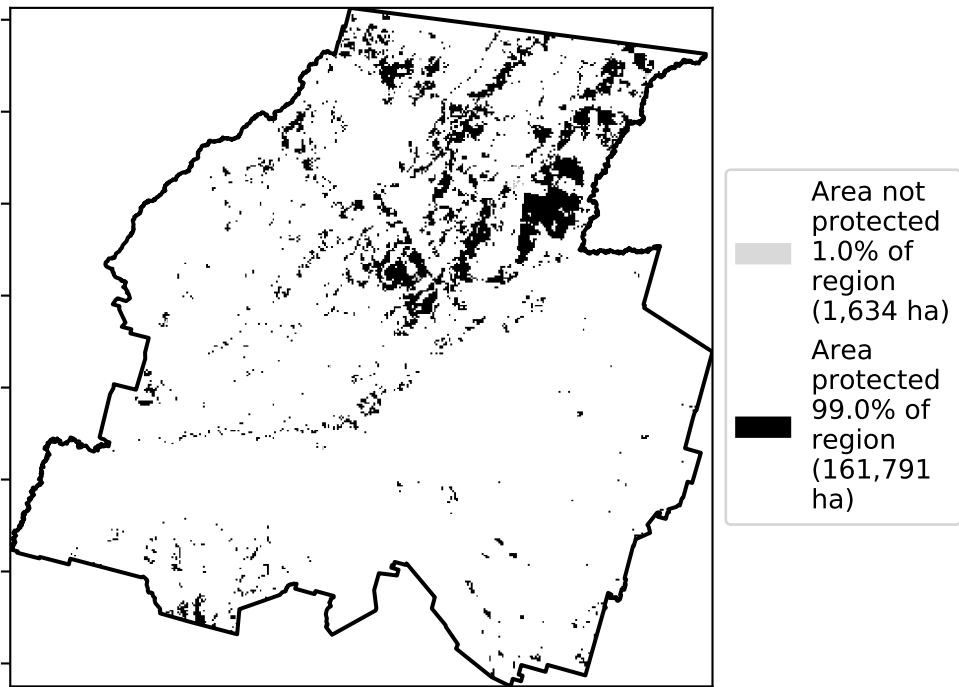 Area not
protected
1.0% of
region
(1,634 ha)
Area
protected
99.0% of
region
(161,791
ha)